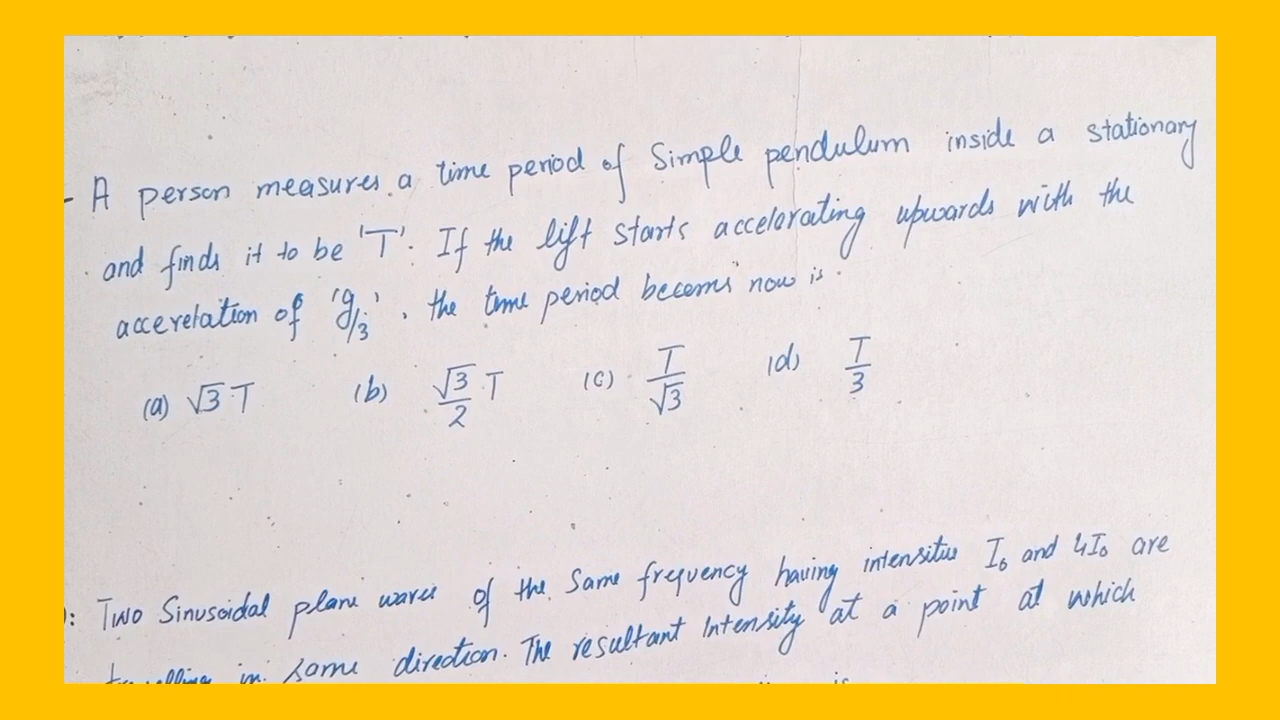 - A person measures a time period of Simple pendulum inside a stationary
and finds it to be 'T'. If the lift starts accelerating upwards with the
acceveration of 'g/3', the time period becoms now is.
(a) √3 T (b) √3/2 T (c) T/√3 (d) T/3
: Two Sinusoidal plane waves of the Same frequency having intensities I₀ and 4I₀ are
travelling in same direction. The resultant Intensity at a point at which
is